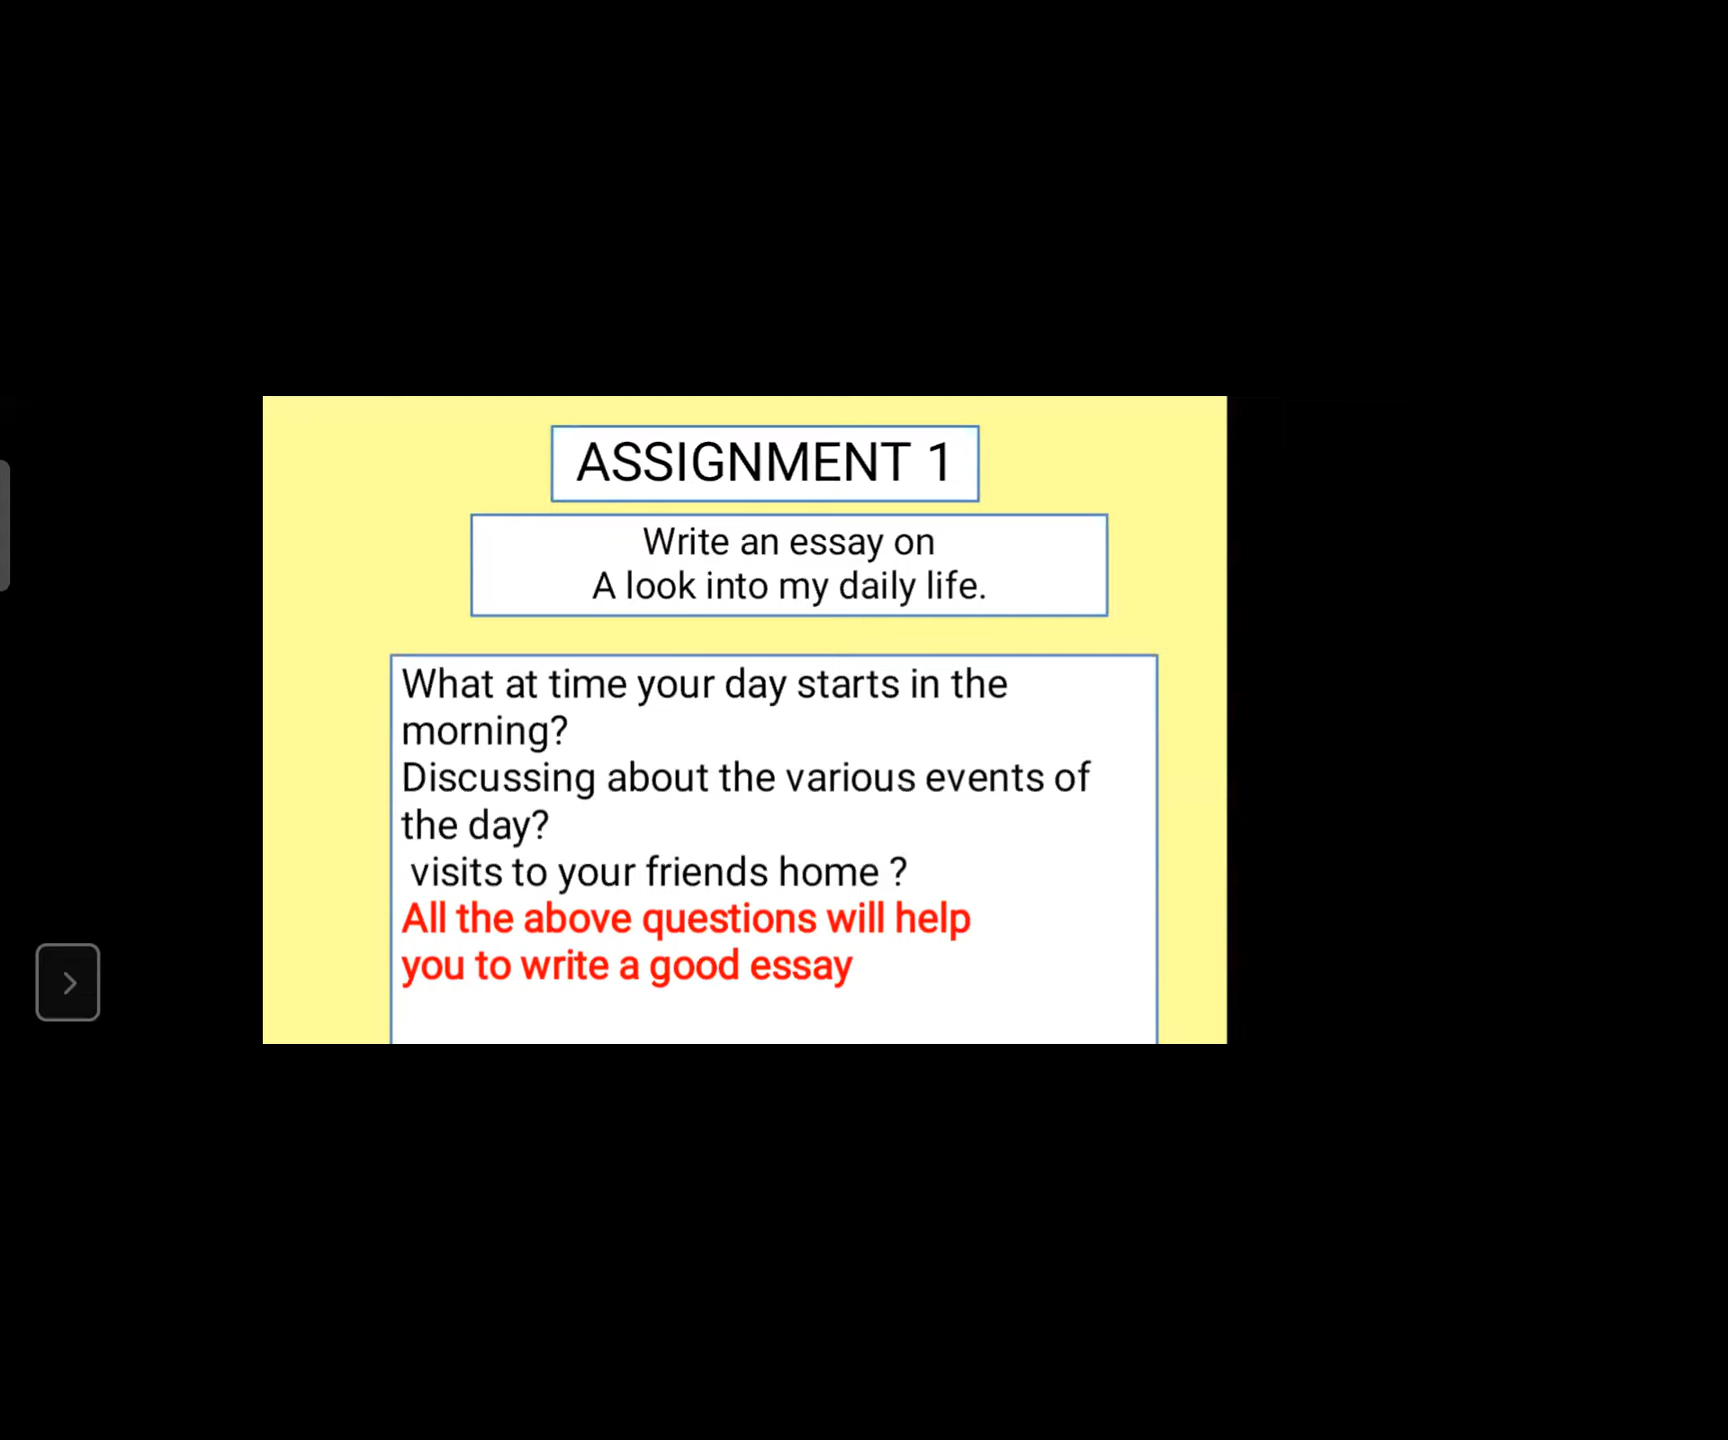 ASSIGNMENT 1
Write an essay on
A look into my daily life.
What at time your day starts in the
morning?
Discussing about the various events of
the day?
visits to your friends home ?
All the above questions will help
you to write a good essay